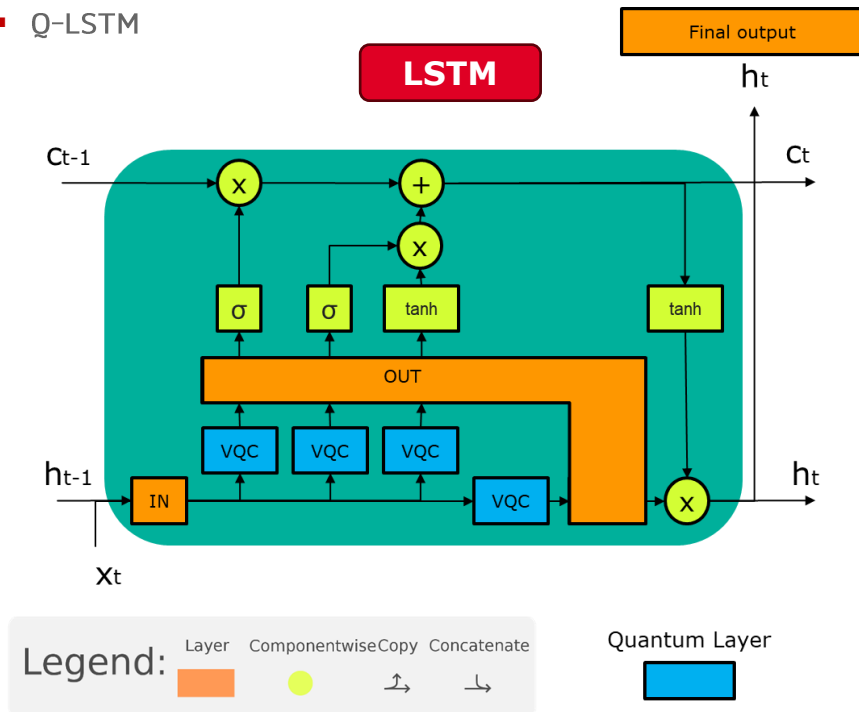 Q-LSTM
Final output
LSTM
ht
ct-1
ct
x
+
x
σ
σ
tanh
tanh
OUT
VQC
VQC
VQC
ht-1
IN
VQC
x
ht
xt
Legend:
Layer
Componentwise
Copy
Concatenate
Quantum Layer